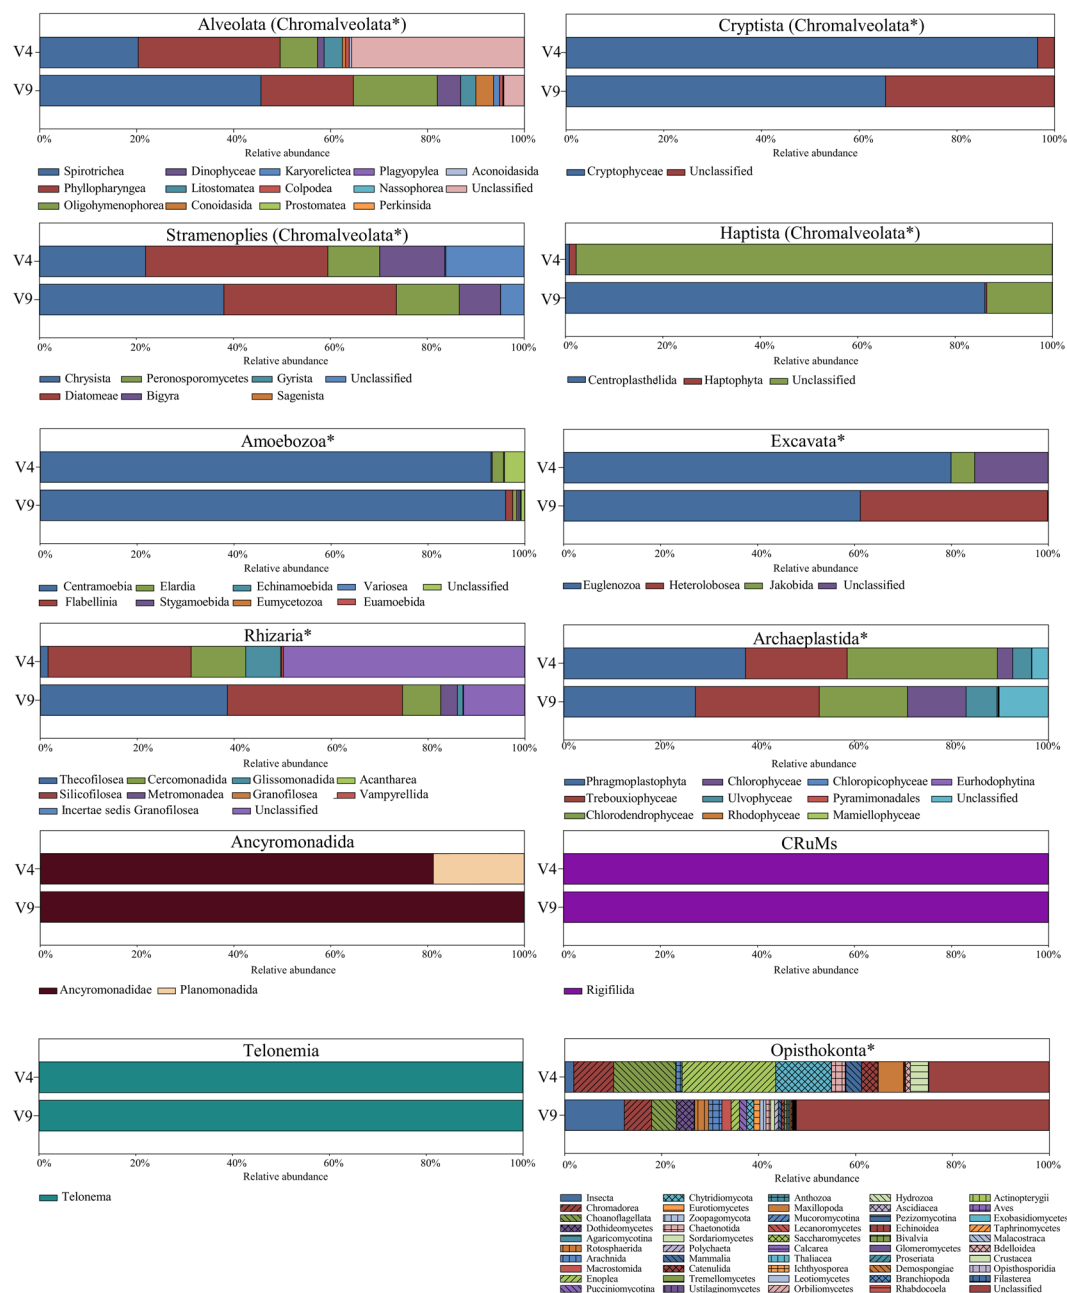 Alveolata (Chromalveolata*)
V4
V9
0% 20% 40% 60% 80% 100%
Relative abundance
Spirotrichea Dinophyceae Karyorelictea Plagyopylea Aconoidasida
Phyllopharyngea Litostomatea Colpodea Nassophorea Unclassified
Oligohymenophorea Conoidasida Prostomatea Perkinsida
Cryptista (Chromalveolata*)
V4
V9
0% 20% 40% 60% 80% 100%
Relative abundance
Cryptophyceae Unclassified
Stramenoplies (Chromalveolata*)
V4
V9
0% 20% 40% 60% 80% 100%
Relative abundance
Chrysista Peronosporomycetes Gyrista Unclassified
Diatomeae Bigyra Sagenista
Haptista (Chromalveolata*)
V4
V9
0% 20% 40% 60% 80% 100%
Relative abundance
Centroplasthelida Haptophyta Unclassified
Amoebozoa*
V4
V9
0% 20% 40% 60% 80% 100%
Relative abundance
Centramoebia Elardia Echinamoebida Variosea Unclassified
Flabellinia Stygamoebida Eumycetozoa Euamoebida
Excavata*
V4
V9
0% 20% 40% 60% 80% 100%
Relative abundance
Euglenozoa Heterolobosea Jakobida Unclassified
Rhizaria*
V4
V9
0% 20% 40% 60% 80% 100%
Relative abundance
Thecofilosea Cercomonadida Glissomonadida Acantharea
Silicofilosea Metromonadea Granofilosea Vampyrellida
Incertae sedis Granofilosea Unclassified
Archaeplastida*
V4
V9
0% 20% 40% 60% 80% 100%
Relative abundance
Phragmoplastophyta Chlorophyceae Chloropicophyceae Eurhodophytina
Trebouxiophyceae Ulvophyceae Pyramimonadales Unclassified
Chlorodendrophyceae Rhodophyceae Mamiellophyceae
Ancyromonadida
V4
V9
0% 20% 40% 60% 80% 100%
Relative abundance
Ancyromonadidae Planomonadida
CRuMs
V4
V9
0% 20% 40% 60% 80% 100%
Relative abundance
Rigifilida
Telonemia
V4
V9
0% 20% 40% 60% 80% 100%
Relative abundance
Telonema
Opisthokonta*
V4
V9
0% 20% 40% 60% 80% 100%
Relative abundance
Insecta Chytridiomycota Anthozoa Hydrozoa Actinopterygii
Chromadorea Eurotiomycetes Maxillopoda Ascidiacea Aves
Choanoflagellata Zoopagomycota Mucoromycotina Pezizomycotina Exobasidiomycetes
Dothideomycetes Chaetonotida Lecanoromycetes Echinoidea Taphrinomycetes
Agaricomycotina Sordariomycetes Saccharomycetes Bivalvia Malacostraca
Rotosphaerida Polychaeta Calcarea Glomeromycetes Bdelloidea
Arachnida Mammalia Thaliacea Proseriata Crustacea
Macrostomida Catenulida Ichthyosporea Demospongiae Opisthosporidia
Enoplea Tremellomycetes Leotiomycetes Branchiopoda Filasterea
Pucciniomycotina Ustilaginomycetes Orbiliomycetes Rhabdocoela Unclassified